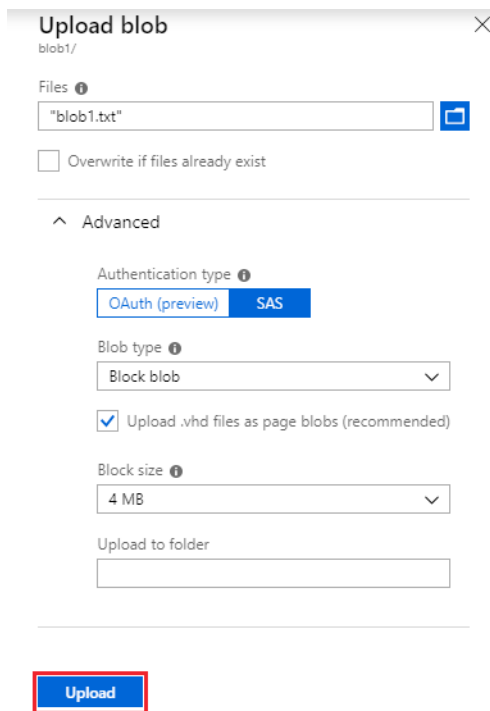 Upload blob
blob1/
Files
"blob1.txt"
Overwrite if files already exist
Advanced
Authentication type
OAuth (preview) SAS
Blob type
Block blob
Upload .vhd files as page blobs (recommended)
Block size
4 MB
Upload to folder
Upload